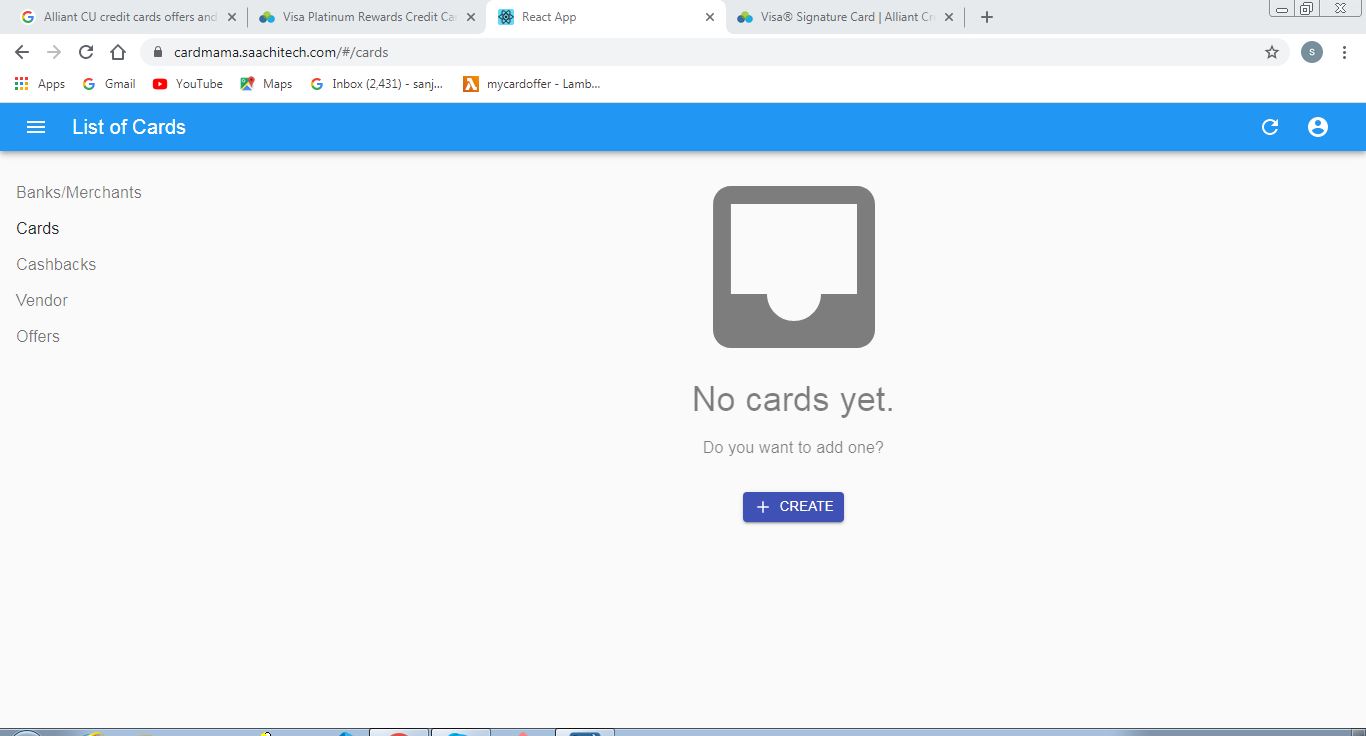 Alliant CU credit cards offers and
Visa Platinum Rewards Credit Ca
React App
Visa® Signature Card | Alliant Cr
cardmama.saachitech.com/#/cards
S
Apps
Gmail
YouTube
Maps
Inbox (2,431) - sanj...
mycardoffer - Lamb...
List of Cards
Banks/Merchants
Cards
Cashbacks
Vendor
Offers
No cards yet.
Do you want to add one?
CREATE